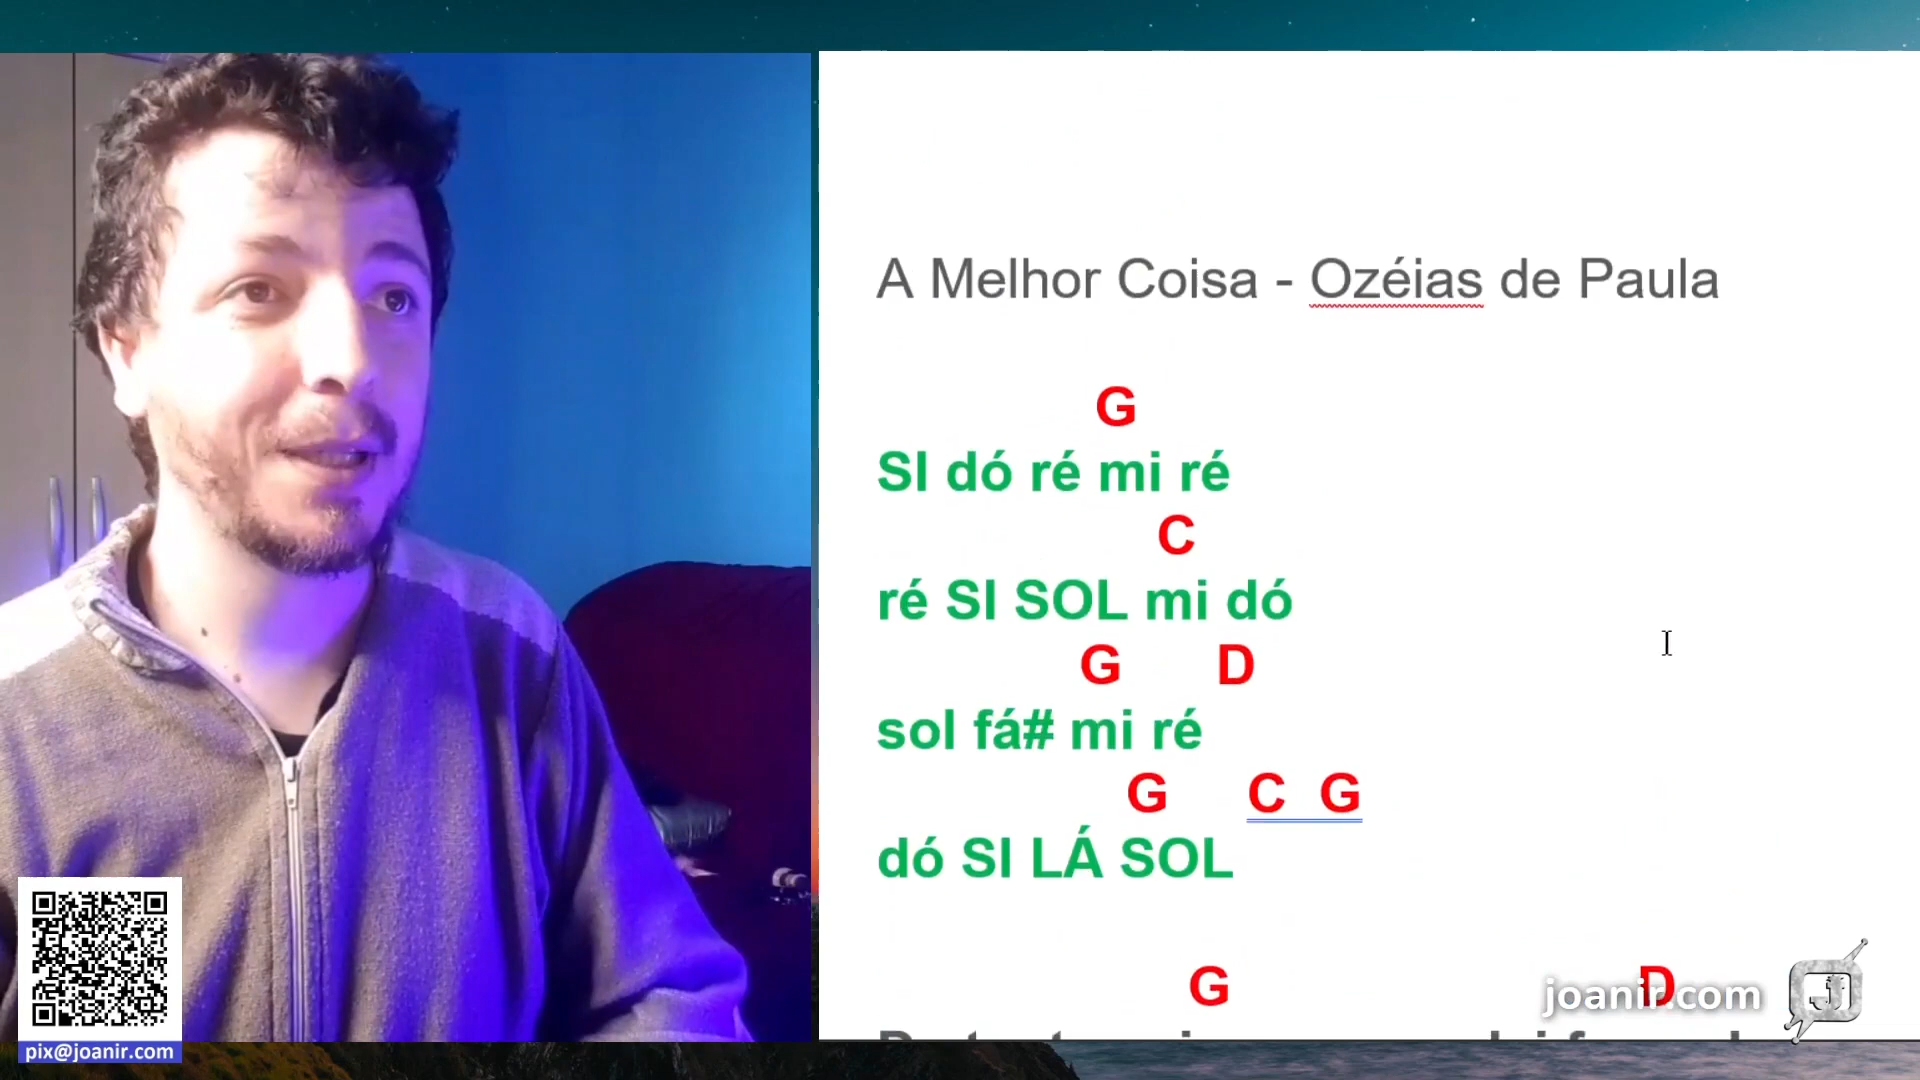 A Melhor Coisa - Ozéias de Paula
G
SI dó ré mi ré
C
ré SI SOL mi dó
G D
sol fá# mi ré
G C G
dó SI LÁ SOL
G D
joanir.com
pix@joanir.com